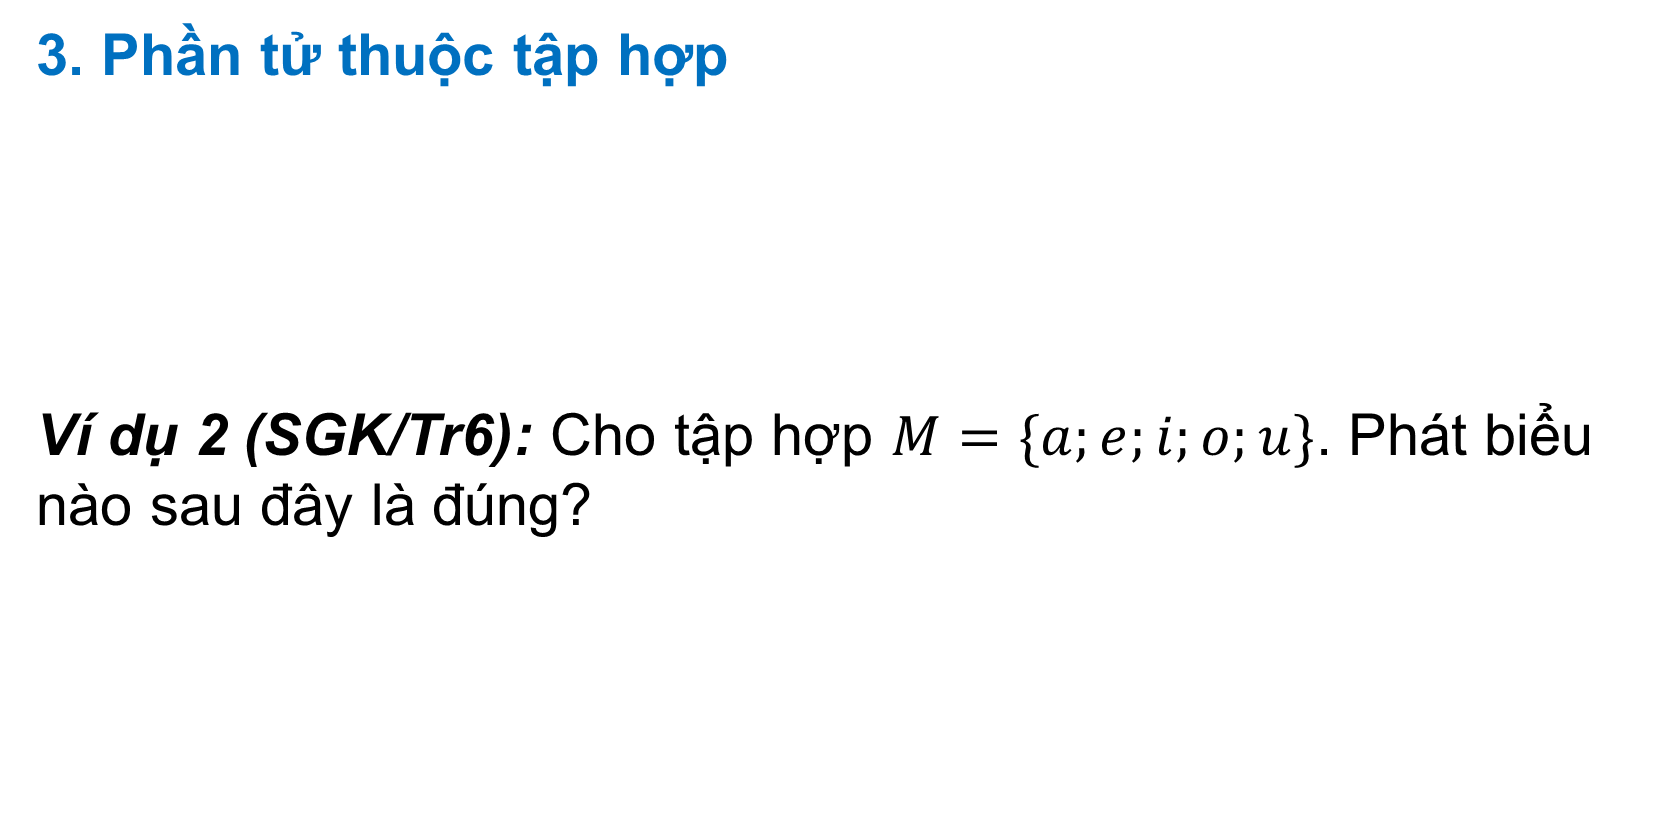 3. Phần tử thuộc tập hợp
Ví dụ 2 (SGK/Tr6): Cho tập hợp M = {a; e; i; o; u}. Phát biểu
nào sau đây là đúng?